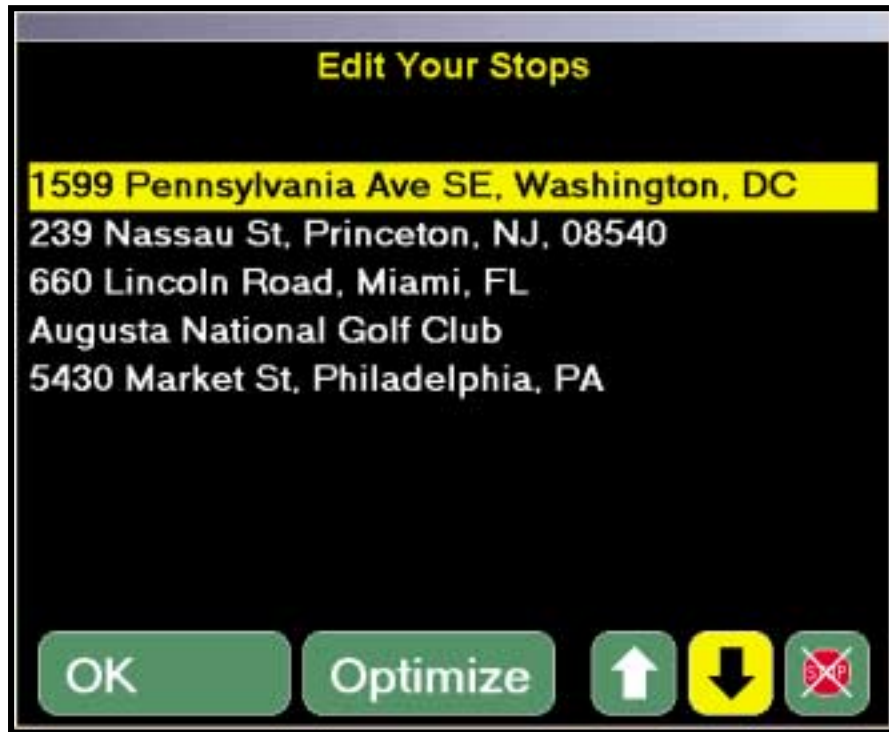 Edit Your Stops
1599 Pennsylvania Ave SE, Washington, DC
239 Nassau St, Princeton, NJ, 08540
660 Lincoln Road, Miami, FL
Augusta National Golf Club
5430 Market St, Philadelphia, PA
OK Optimize STOP